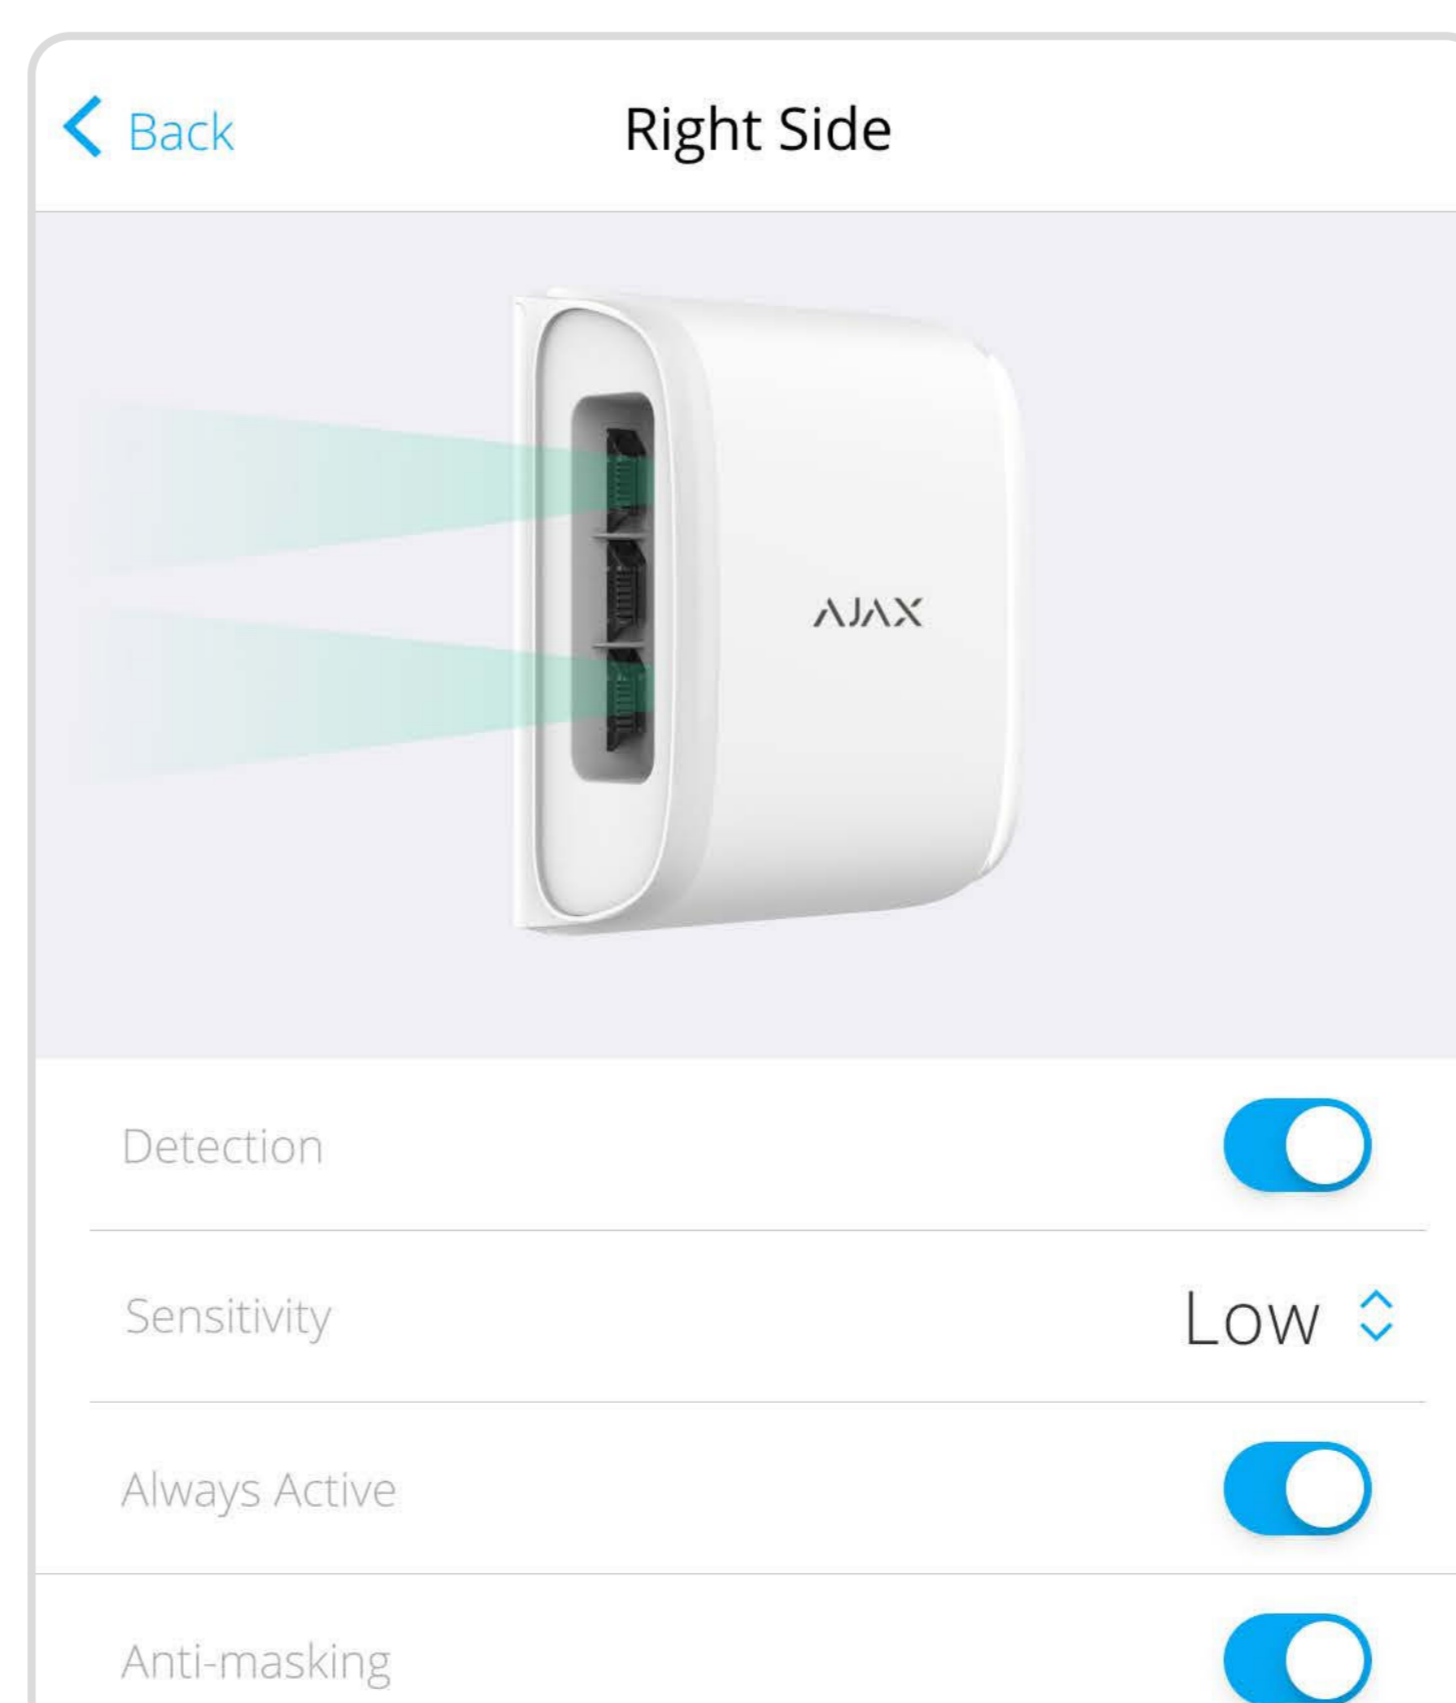 Back
Right Side
AJAX
Detection
Sensitivity
Low
Always Active
Anti-masking